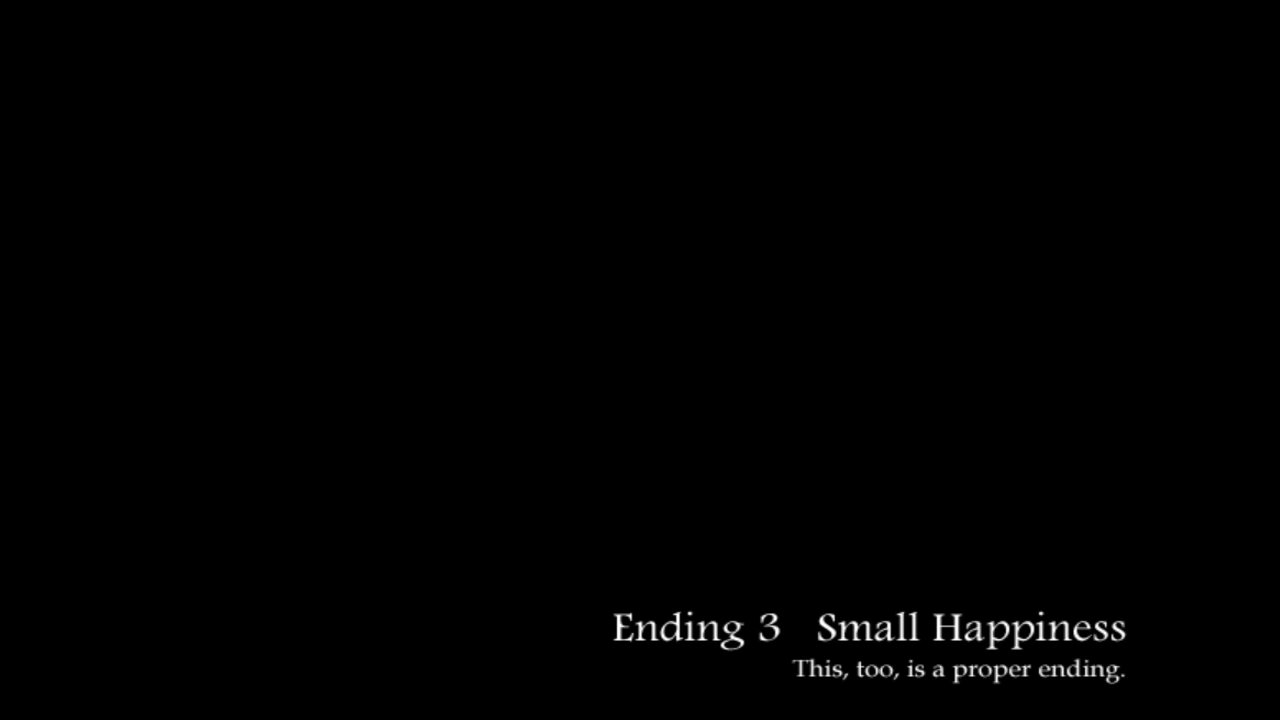 Ending 3 Small Happiness
This, too, is a proper ending.